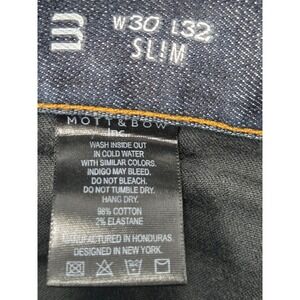 W30 L32
SLIM
MOTT & BOW
Inc.
WASH INSIDE OUT
IN COLD WATER
WITH SIMILAR COLORS.
INDIGO MAY BLEED.
DO NOT BLEACH.
DO NOT TUMBLE DRY.
HANG DRY.
98% COTTON
2% ELASTANE
MANUFACTURED IN HONDURAS
DESIGNED IN NEW YORK.